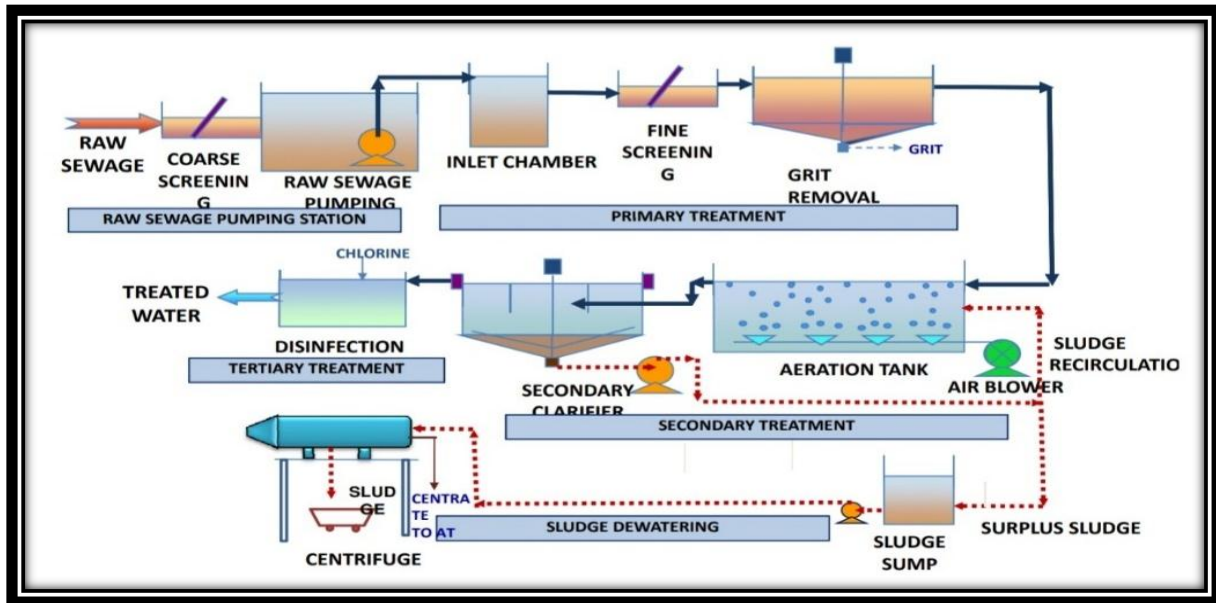 RAW
SEWAGE
COARSE
SCREENIN
G
RAW SEWAGE
PUMPING
RAW SEWAGE PUMPING STATION
INLET CHAMBER
FINE
SCREENIN
G
GRIT
GRIT
REMOVAL
PRIMARY TREATMENT
CHLORINE
TREATED
WATER
DISINFECTION
TERTIARY TREATMENT
SECONDARY
CLARIFIER
AERATION TANK
AIR BLOWER
SLUDGE
RECIRCULATIO
SECONDARY TREATMENT
SLUD
GE
CENTRA
TE
TO AT
CENTRIFUGE
SLUDGE DEWATERING
SLUDGE
SUMP
SURPLUS SLUDGE